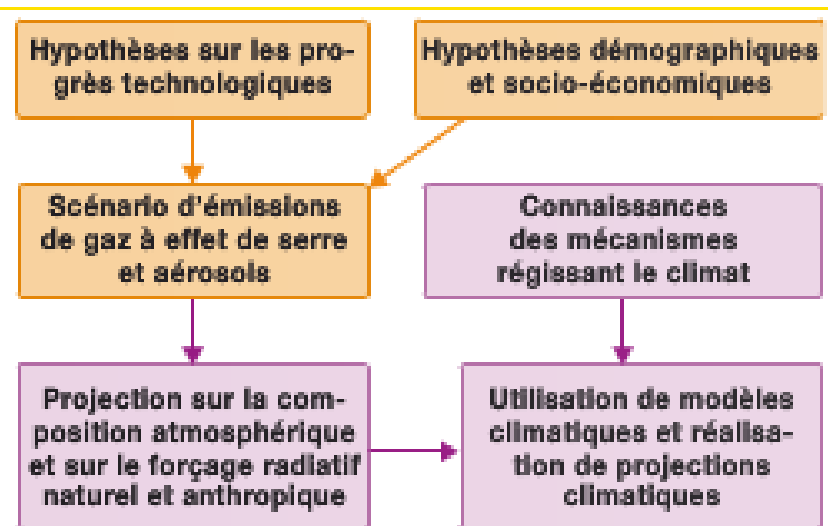 Hypothèses sur les pro-
grès technologiques
Hypothèses démographiques
et socio-économiques
Scénario d'émissions
de gaz à effet de serre
et aérosols
Connaissances
des mécanismes
régissant le climat
Projection sur la com-
position atmosphérique
et sur le forçage radiatif
naturel et anthropique
Utilisation de modèles
climatiques et réalisa-
tion de projections
climatiques